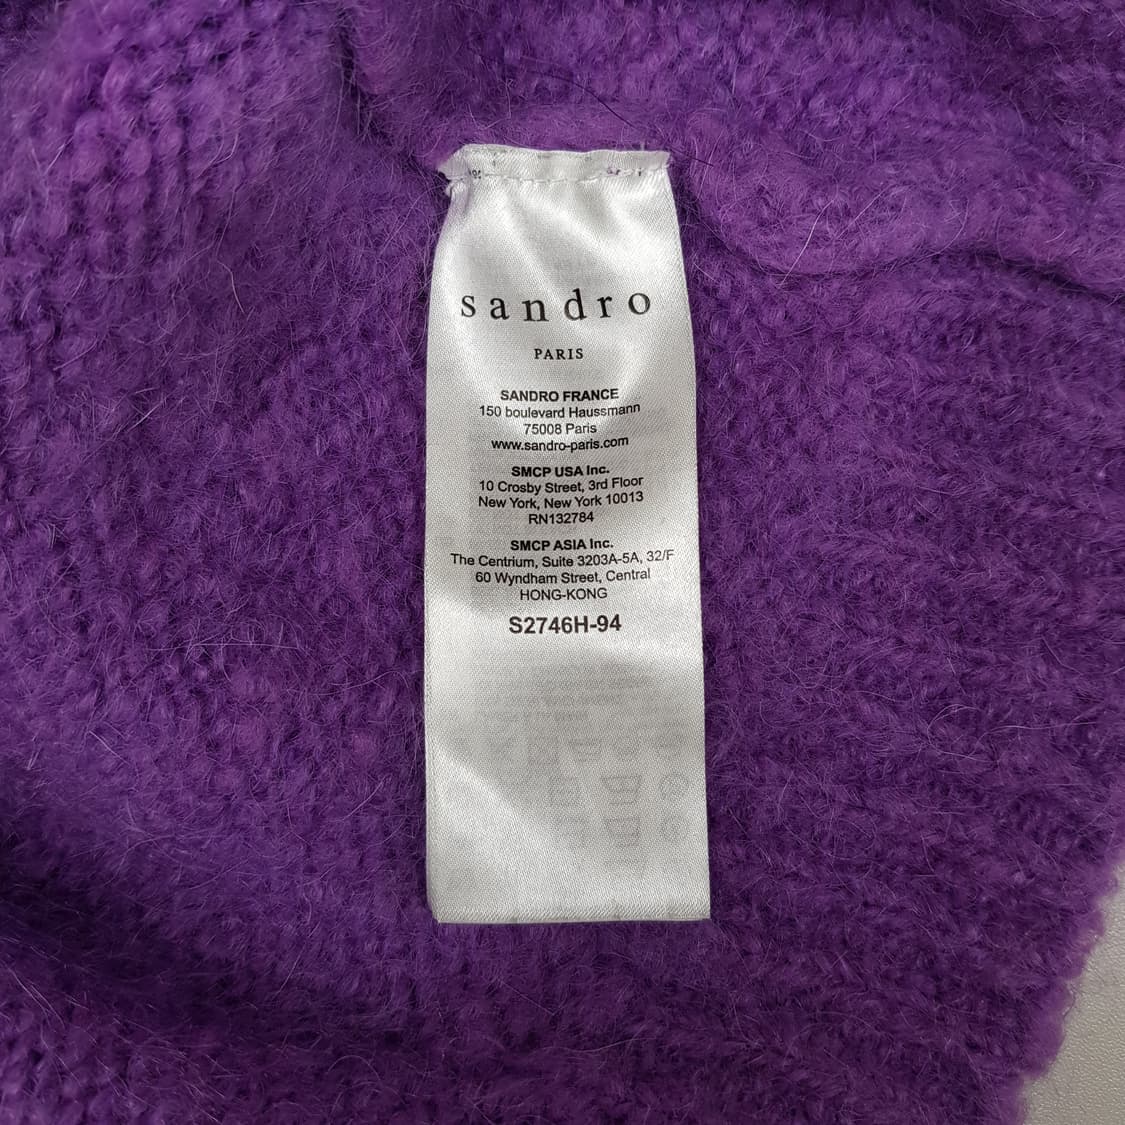 sandro
PARIS
SANDRO FRANCE
150 boulevard Haussmann
75008 Paris
www.sandro-paris.com
SMCP USA Inc.
10 Crosby Street, 3rd Floor
New York, New York 10013
RN132784
SMCP ASIA Inc.
The Centrium, Suite 3203A-5A, 32/F
60 Wyndham Street, Central
HONG-KONG
S2746H-94